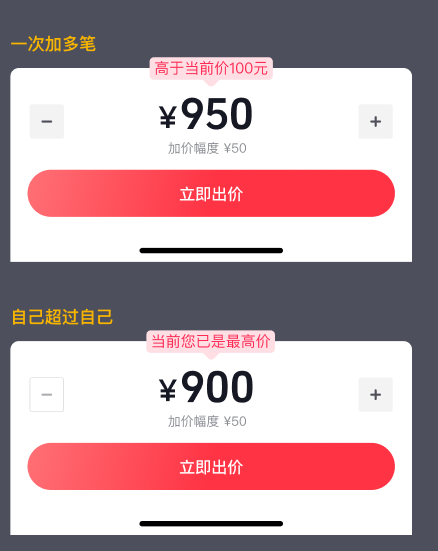 一次加多笔
高于当前价100元
−
¥950
+
加价幅度 ¥50
立即出价
自己超过自己
当前您已是最高价
−
¥900
+
加价幅度 ¥50
立即出价